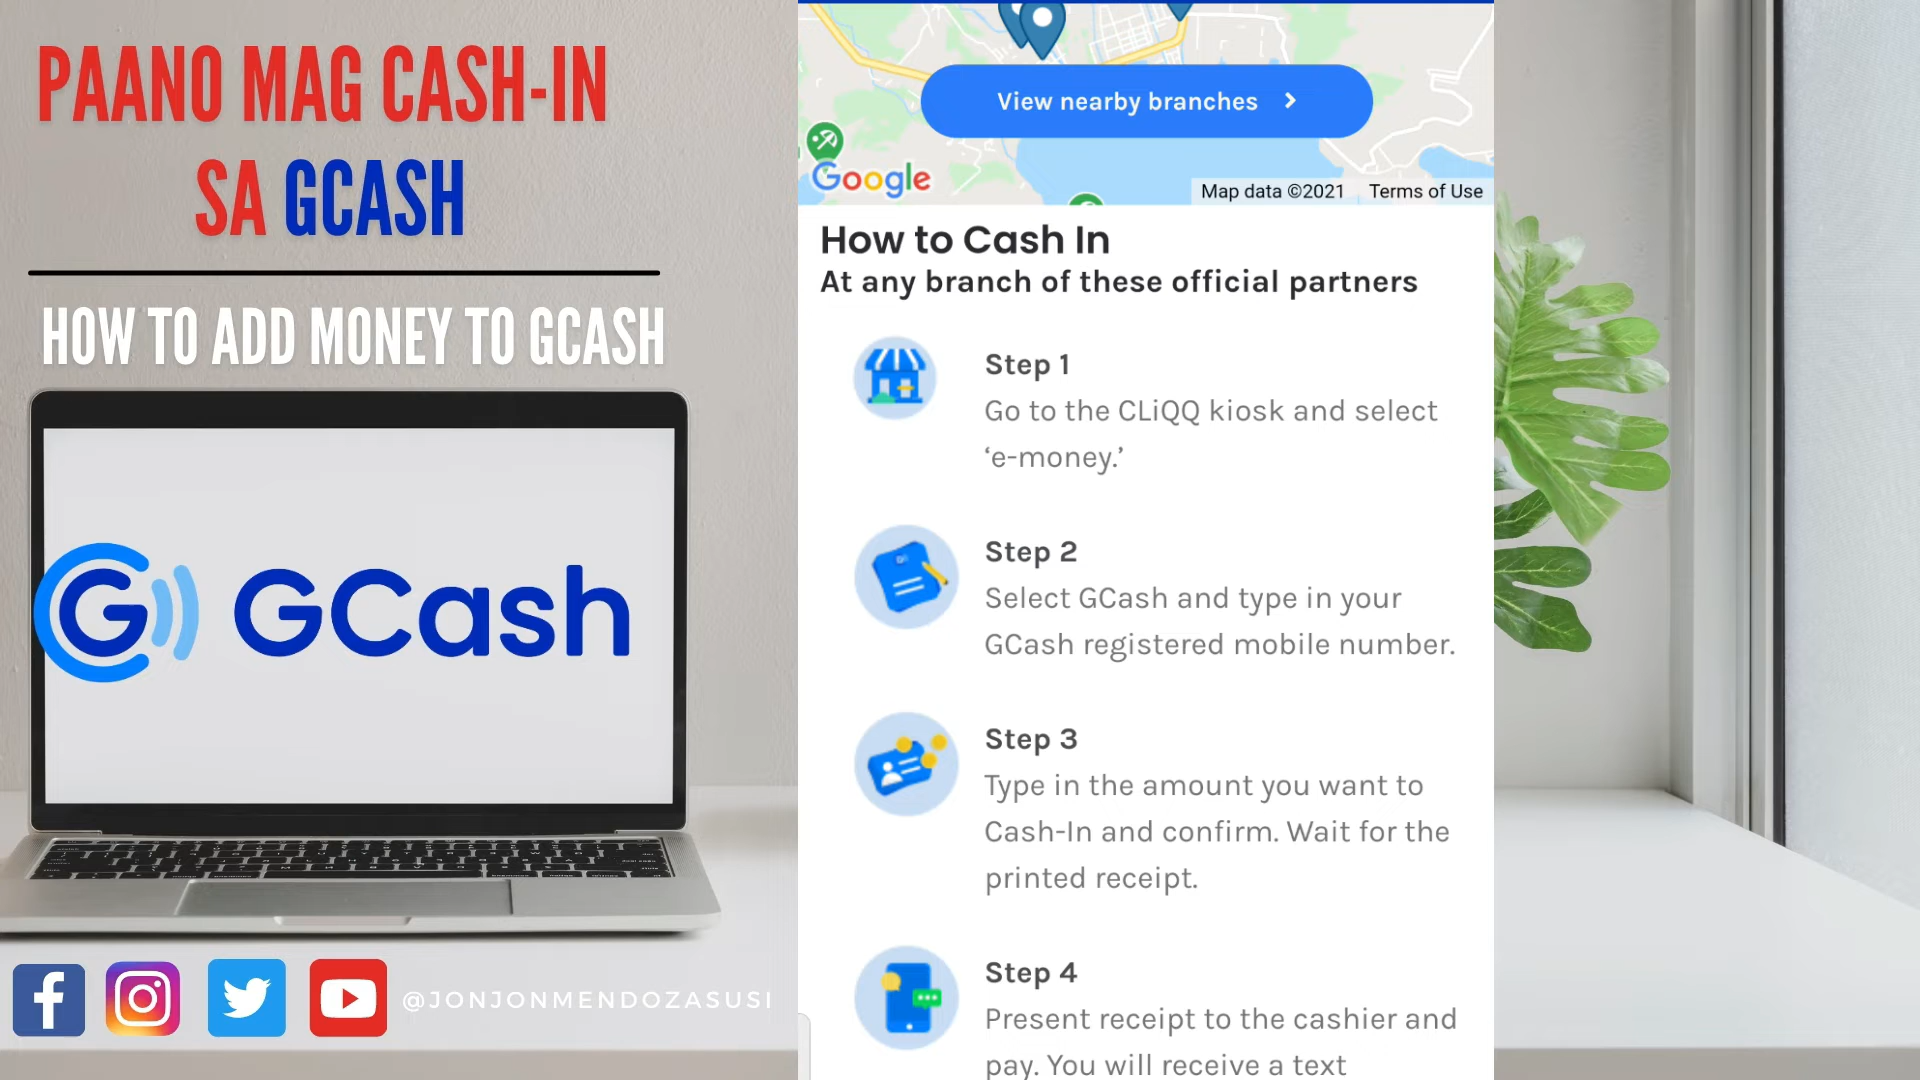 PAANO MAG CASH-IN
SA GCASH
HOW TO ADD MONEY TO GCASH
GCash
@JONJONMENDOZASUSI
View nearby branches
Google
Map data ©2021 Terms of Use
How to Cash In
At any branch of these official partners
Step 1
Go to the CLiQQ kiosk and select
‘e-money.’
Step 2
Select GCash and type in your
GCash registered mobile number.
Step 3
Type in the amount you want to
Cash-In and confirm. Wait for the
printed receipt.
Step 4
Present receipt to the cashier and
pay. You will receive a text